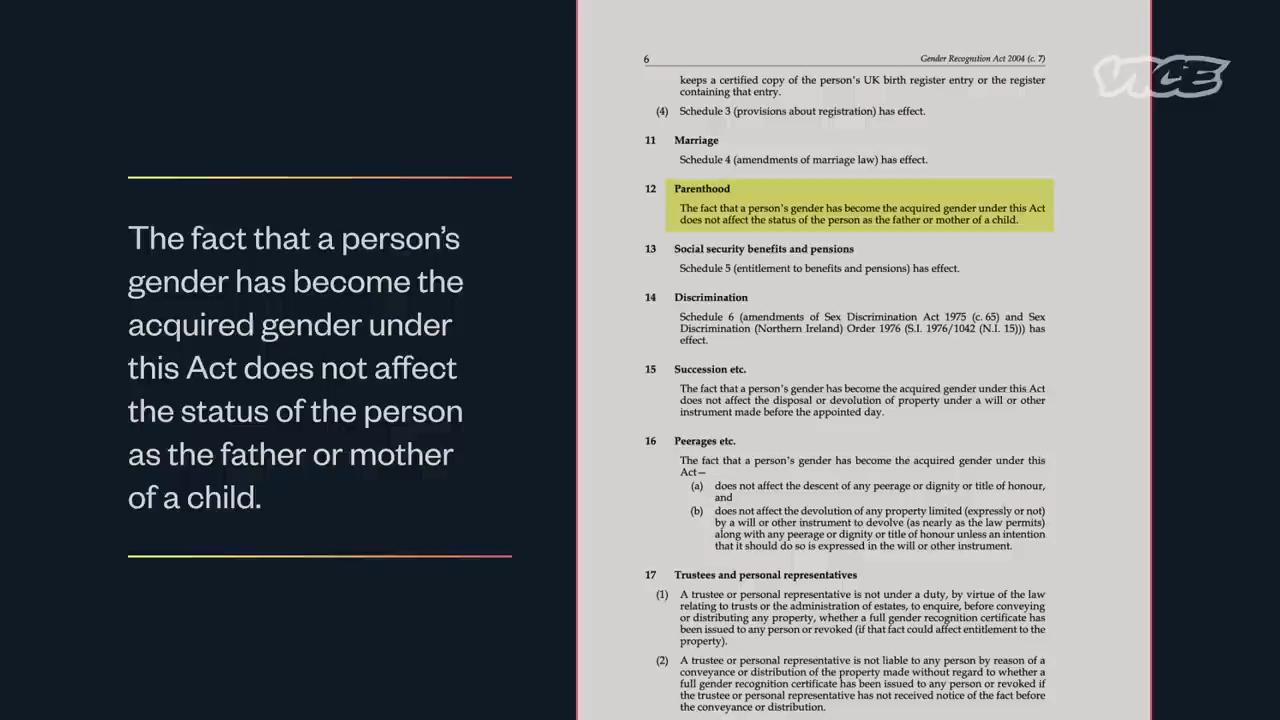 The fact that a person's
gender has become the
acquired gender under
this Act does not affect
the status of the person
as the father or mother
of a child.
6 Gender Recognition Act 2004 (c. 7)
keeps a certified copy of the person's UK birth register entry or the register
containing that entry.
(4) Schedule 3 (provisions about registration) has effect.
11 Marriage
Schedule 4 (amendments of marriage law) has effect.
12 Parenthood
The fact that a person's gender has become the acquired gender under this Act
does not affect the status of the person as the father or mother of a child.
13 Social security benefits and pensions
Schedule 5 (entitlement to benefits and pensions) has effect.
14 Discrimination
Schedule 6 (amendments of Sex Discrimination Act 1975 (c. 65) and Sex
Discrimination (Northern Ireland) Order 1976 (S.I. 1976/1042 (N.I. 15))) has
effect.
15 Succession etc.
The fact that a person's gender has become the acquired gender under this Act
does not affect the disposal or devolution of property under a will or other
instrument made before the appointed day.
16 Peerages etc.
The fact that a person's gender has become the acquired gender under this
Act—
(a) does not affect the descent of any peerage or dignity or title of honour,
and
(b) does not affect the devolution of any property limited (expressly or not)
by a will or other instrument to devolve (as nearly as the law permits)
along with any peerage or dignity or title of honour unless an intention
that it should do so is expressed in the will or other instrument.
17 Trustees and personal representatives
(1) A trustee or personal representative is not under a duty, by virtue of the law
relating to trusts or the administration of estates, to enquire, before conveying
or distributing any property, whether a full gender recognition certificate has
been issued to any person or revoked (if that fact could affect entitlement to the
property).
(2) A trustee or personal representative is not liable to any person by reason of a
conveyance or distribution of the property made without regard to whether a
full gender recognition certificate has been issued to any person or revoked if
the trustee or personal representative has not received notice of the fact before
the conveyance or distribution.
VICE